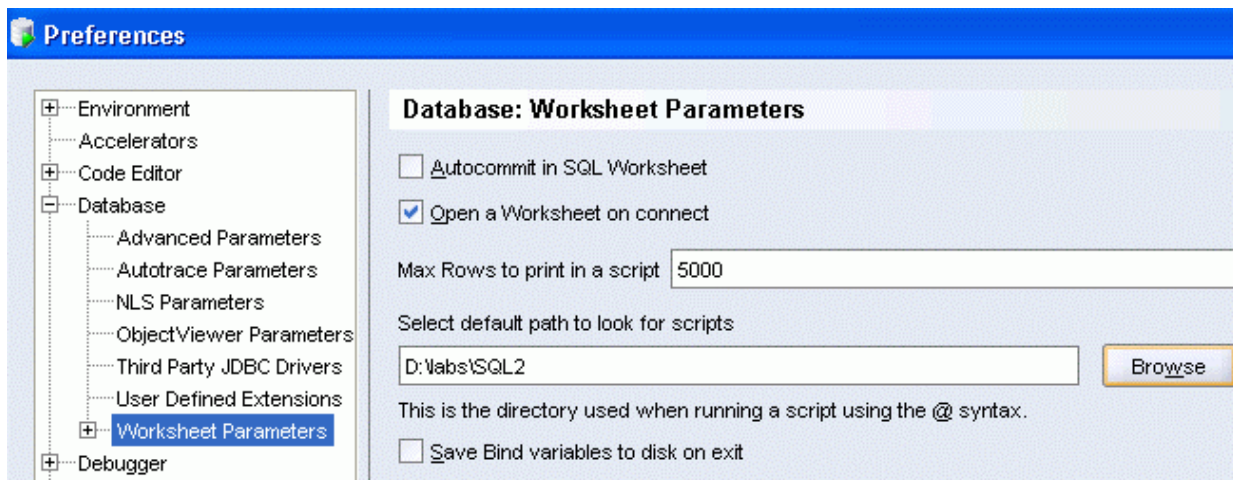 Preferences
Environment
Accelerators
Code Editor
Database
Advanced Parameters
Autotrace Parameters
NLS Parameters
ObjectViewer Parameters
Third Party JDBC Drivers
User Defined Extensions
Worksheet Parameters
Debugger
Database: Worksheet Parameters
Autocommit in SQL Worksheet
Open a Worksheet on connect
Max Rows to print in a script 5000
Select default path to look for scripts
D:\labs\SQL2 Browse
This is the directory used when running a script using the @ syntax.
Save Bind variables to disk on exit